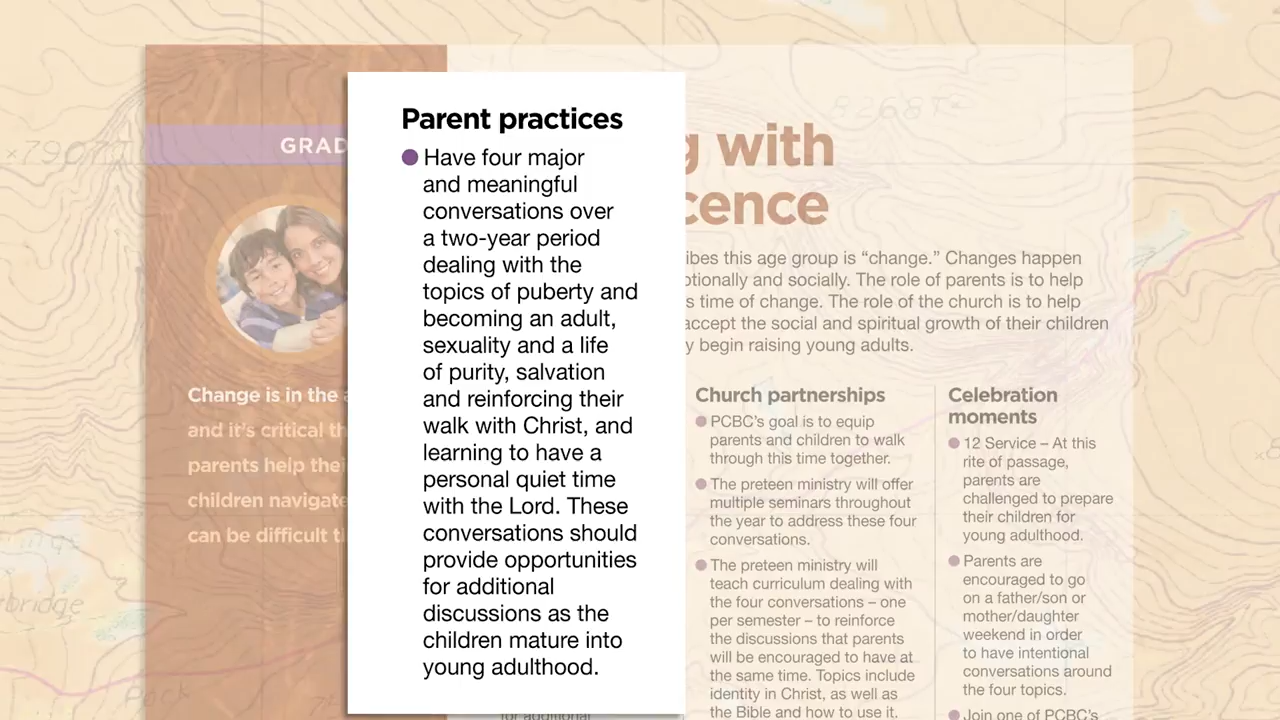 GRAD
g with
cence
ibes this age group is “change.” Changes happen
otionally and socially. The role of parents is to help
s time of change. The role of the church is to help
accept the social and spiritual growth of their children
y begin raising young adults.
Change is in the a
and it's critical th
parents help thei
children navigate
can be difficult t
Parent practices
Have four major
and meaningful
conversations over
a two-year period
dealing with the
topics of puberty and
becoming an adult,
sexuality and a life
of purity, salvation
and reinforcing their
walk with Christ, and
learning to have a
personal quiet time
with the Lord. These
conversations should
provide opportunities
for additional
discussions as the
children mature into
young adulthood.
Church partnerships
PCBC’s goal is to equip
parents and children to walk
through this time together.
The preteen ministry will offer
multiple seminars throughout
the year to address these four
conversations.
The preteen ministry will
teach curriculum dealing with
the four conversations – one
per semester – to reinforce
the discussions that parents
will be encouraged to have at
the same time. Topics include
identity in Christ, as well as
the Bible and how to use it.
Celebration
moments
12 Service – At this
rite of passage,
parents are
challenged to prepare
their children for
young adulthood.
Parents are
encouraged to go
on a father/son or
mother/daughter
weekend in order
to have intentional
conversations around
the four topics.
Join one of PCBC’s
for additional
Park